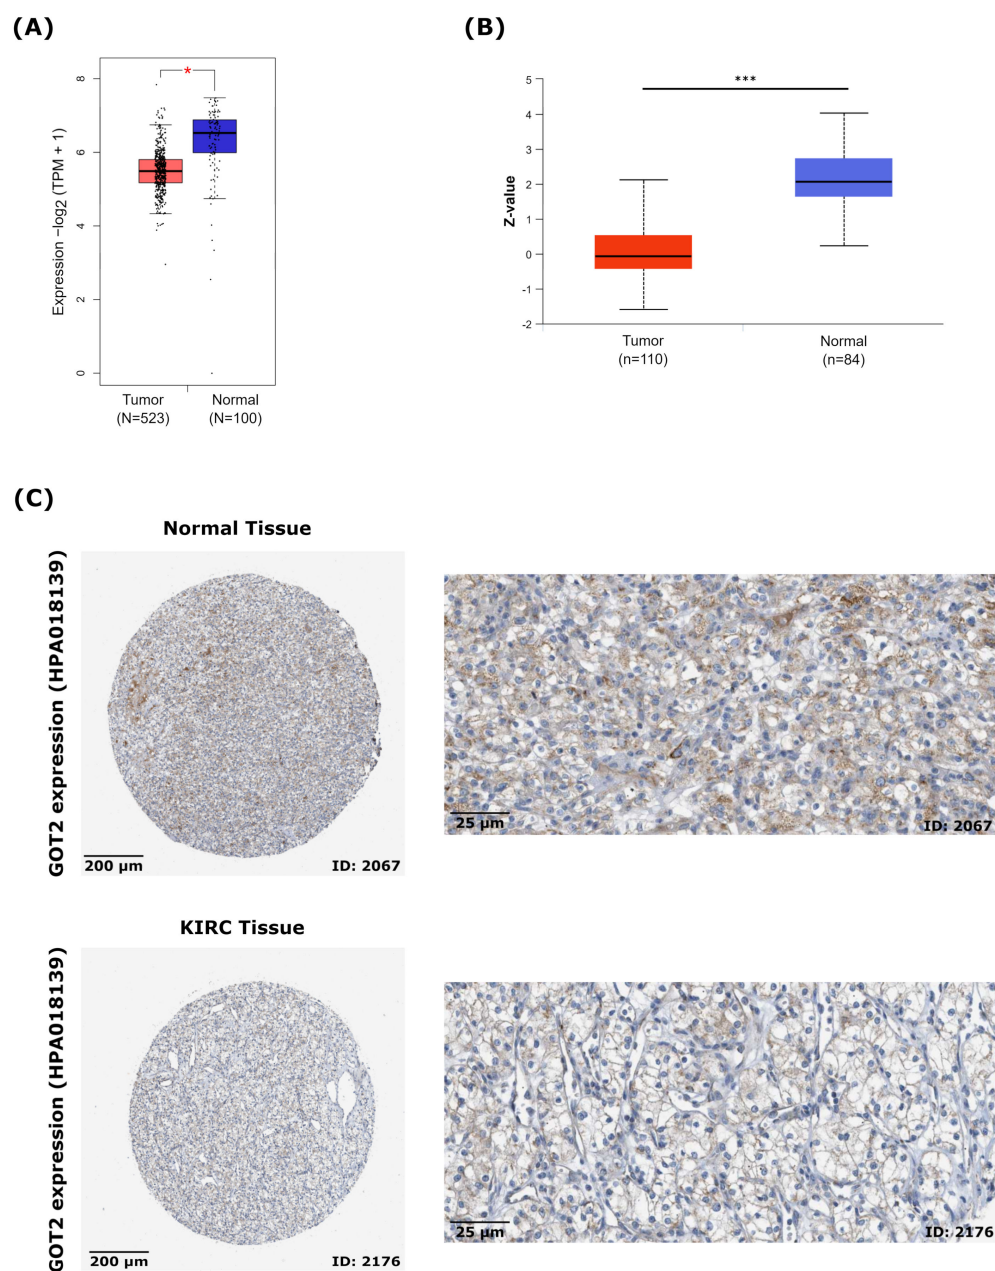 (A)
*
Expression −log2 (TPM + 1)
8
6
4
2
0
Tumor
(N=523)
Normal
(N=100)
(B)
***
Z-value
5
4
3
2
1
0
-1
-2
Tumor
(n=110)
Normal
(n=84)
(C)
Normal Tissue
GOT2 expression (HPA018139)
200 µm
ID: 2067
25 µm
ID: 2067
KIRC Tissue
GOT2 expression (HPA018139)
200 µm
ID: 2176
25 µm
ID: 2176